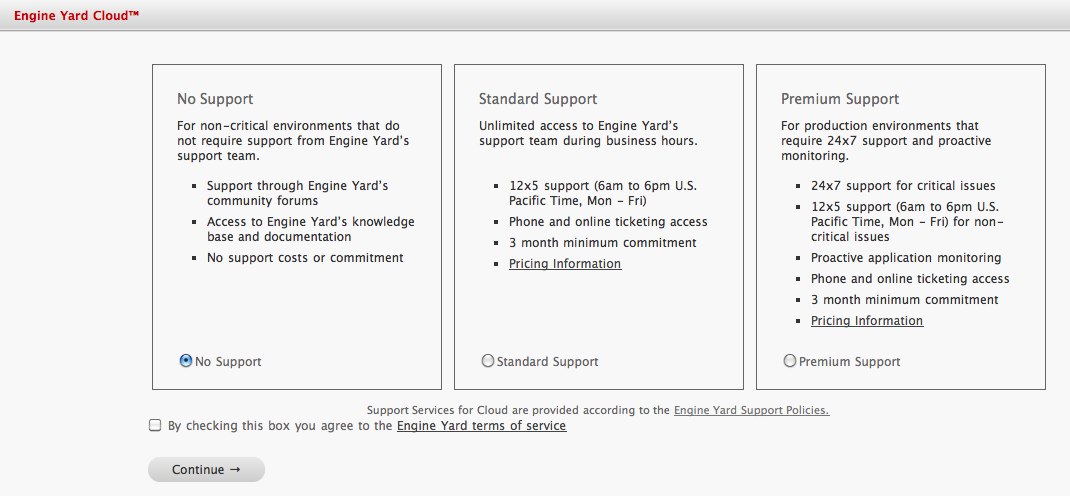 Engine Yard Cloud™
No Support
For non-critical environments that do
not require support from Engine Yard's
support team.
Support through Engine Yard's
community forums
Access to Engine Yard's knowledge
base and documentation
No support costs or commitment
No Support
Standard Support
Unlimited access to Engine Yard's
support team during business hours.
12x5 support (6am to 6pm U.S.
Pacific Time, Mon - Fri)
Phone and online ticketing access
3 month minimum commitment
Pricing Information
Standard Support
Premium Support
For production environments that
require 24x7 support and proactive
monitoring.
24x7 support for critical issues
12x5 support (6am to 6pm U.S.
Pacific Time, Mon - Fri) for non-
critical issues
Proactive application monitoring
Phone and online ticketing access
3 month minimum commitment
Pricing Information
Premium Support
Support Services for Cloud are provided according to the Engine Yard Support Policies.
By checking this box you agree to the Engine Yard terms of service
Continue →